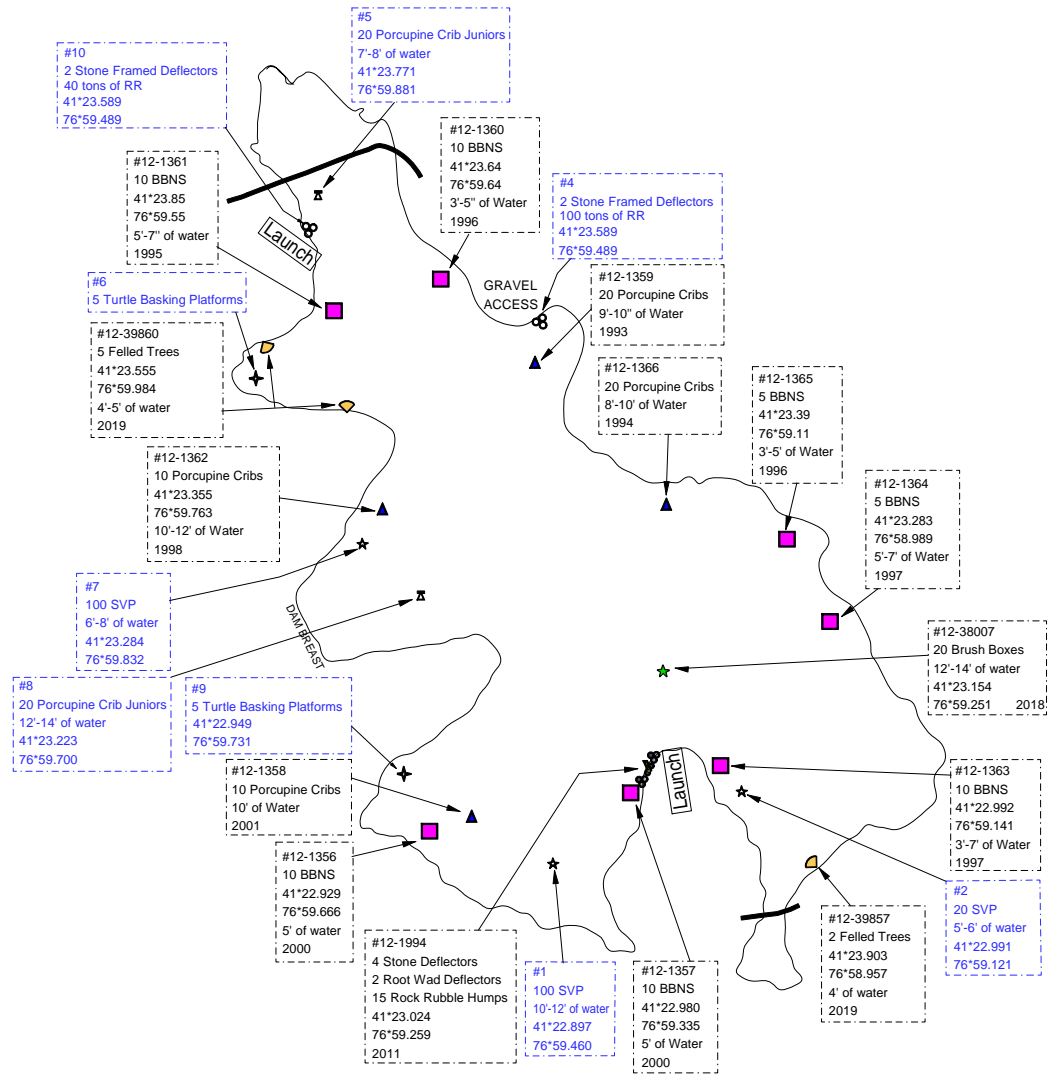 #5
20 Porcupine Crib Juniors
7'-8' of water
41*23.771
76*59.881
#10
2 Stone Framed Deflectors
40 tons of RR
41*23.589
76*59.489
#12-1360
10 BBNS
41*23.64
76*59.64
3'-5" of Water
1996
#12-1361
10 BBNS
41*23.85
76*59.55
5'-7" of water
1995
#4
2 Stone Framed Deflectors
100 tons of RR
41*23.589
76*59.489
Launch
GRAVEL
ACCESS
#6
5 Turtle Basking Platforms
#12-1359
20 Porcupine Cribs
9'-10" of Water
1993
#12-39860
5 Felled Trees
41*23.555
76*59.984
4'-5' of water
2019
#12-1366
20 Porcupine Cribs
8'-10' of Water
1994
#12-1365
5 BBNS
41*23.39
76*59.11
3'-5' of Water
1996
#12-1362
10 Porcupine Cribs
41*23.355
76*59.763
10'-12' of Water
1998
#12-1364
5 BBNS
41*23.283
76*58.989
5'-7' of Water
1997
#7
100 SVP
6'-8' of water
41*23.284
76*59.832
DAM BREAST
#12-38007
20 Brush Boxes
12'-14' of water
41*23.154
76*59.251 2018
#8
20 Porcupine Crib Juniors
12'-14' of water
41*23.223
76*59.700
#9
5 Turtle Basking Platforms
41*22.949
76*59.731
#12-1358
10 Porcupine Cribs
10' of Water
2001
Launch
#12-1363
10 BBNS
41*22.992
76*59.141
3'-7' of Water
1997
#12-1356
10 BBNS
41*22.929
76*59.666
5' of water
2000
#12-1994
4 Stone Deflectors
2 Root Wad Deflectors
15 Rock Rubble Humps
41*23.024
76*59.259
2011
#1
100 SVP
10'-12' of water
41*22.897
76*59.460
#12-1357
10 BBNS
41*22.980
76*59.335
5' of Water
2000
#12-39857
2 Felled Trees
41*23.903
76*58.957
4' of water
2019
#2
20 SVP
5'-6' of water
41*22.991
76*59.121